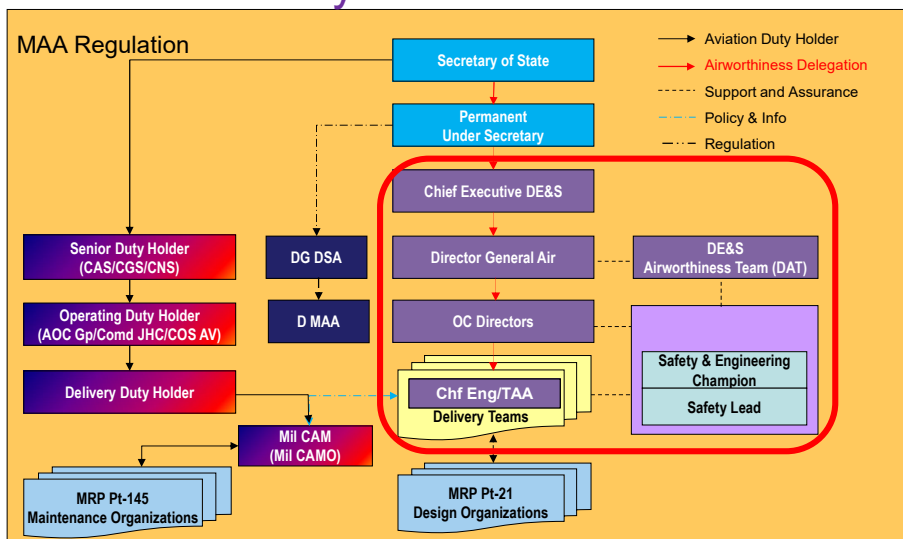 MAA Regulation
Secretary of State
Permanent
Under Secretary
Aviation Duty Holder
Airworthiness Delegation
Support and Assurance
Policy & Info
Regulation
Chief Executive DE&S
Senior Duty Holder
(CAS/CGS/CNS)
DG DSA
Director General Air
DE&S
Airworthiness Team (DAT)
Operating Duty Holder
(AOC Gp/Comd JHC/COS AV)
D MAA
OC Directors
Safety & Engineering
Champion
Safety Lead
Delivery Duty Holder
Chf Eng/TAA
Delivery Teams
Mil CAM
(Mil CAMO)
MRP Pt-145
Maintenance Organizations
MRP Pt-21
Design Organizations